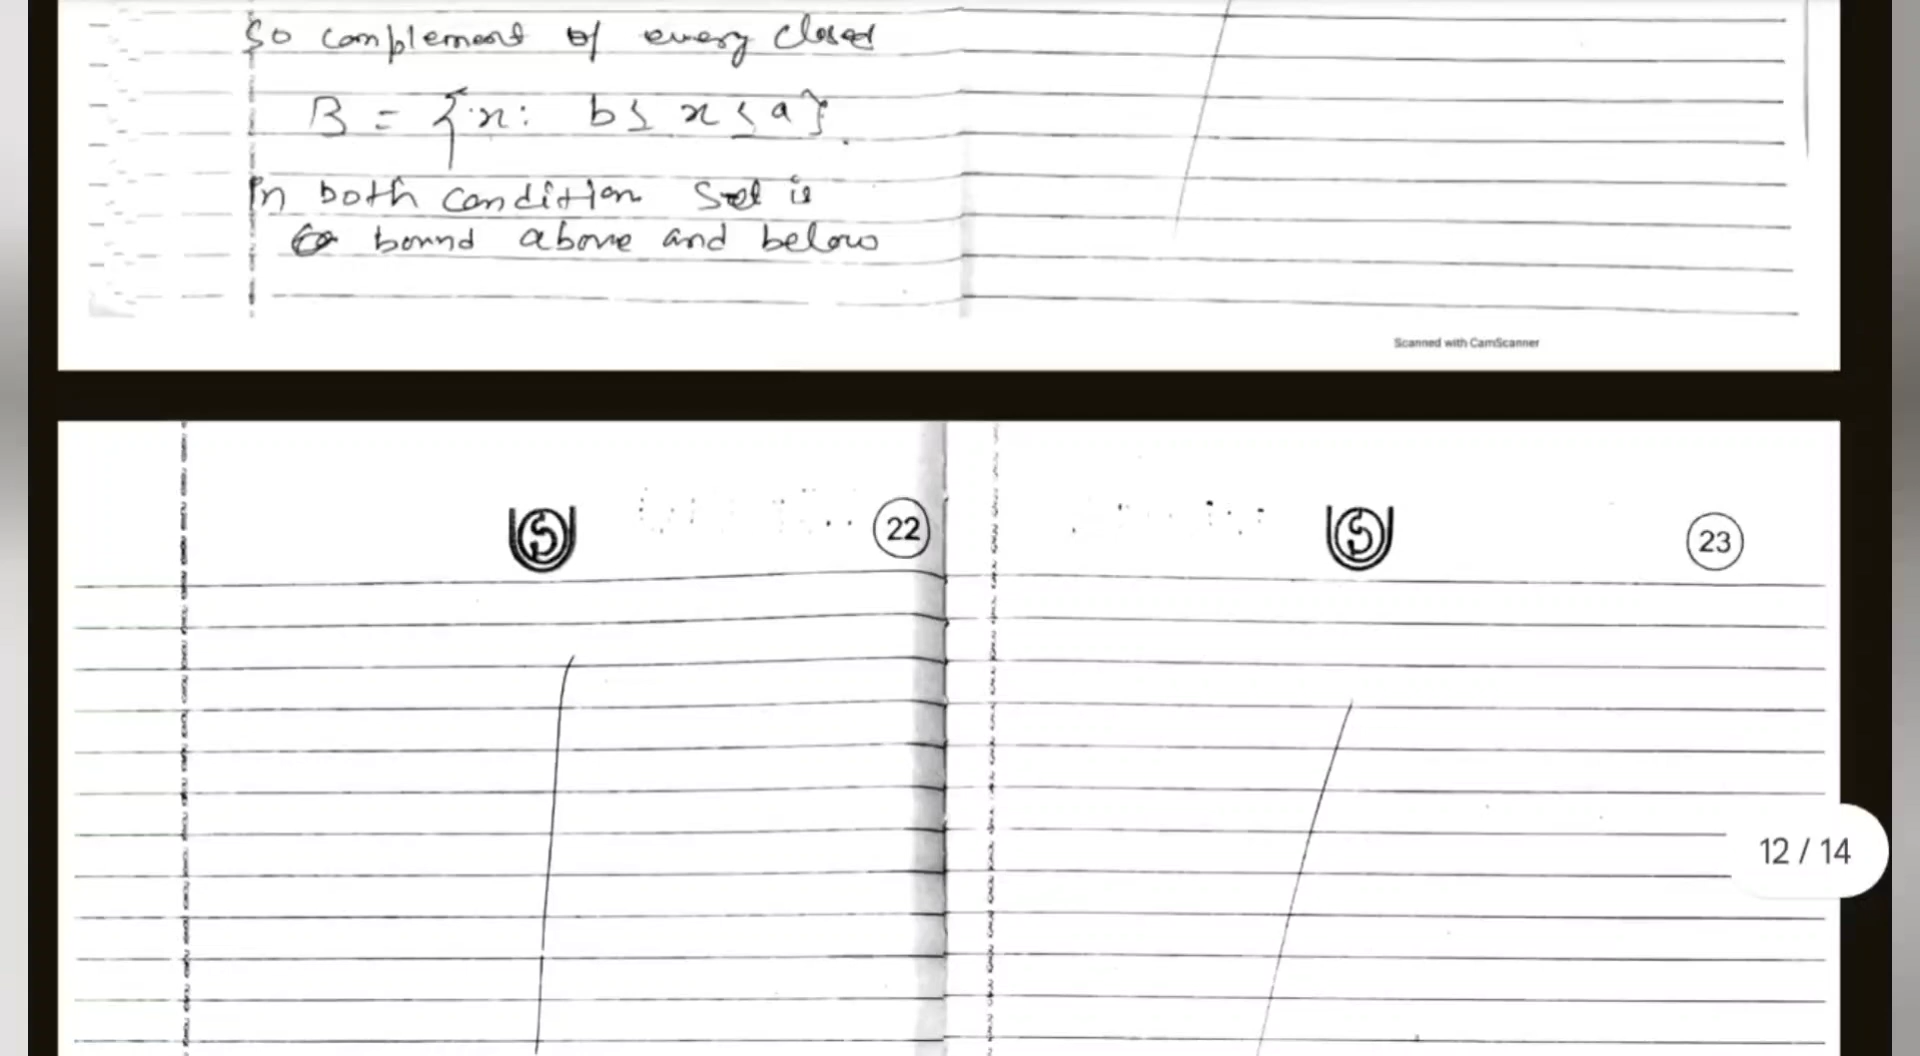 So complement of every closed
B = {x: b ≤ x ≤ a}.
In both condition set is
bound above and below
Scanned with CamScanner
22
23
12 / 14